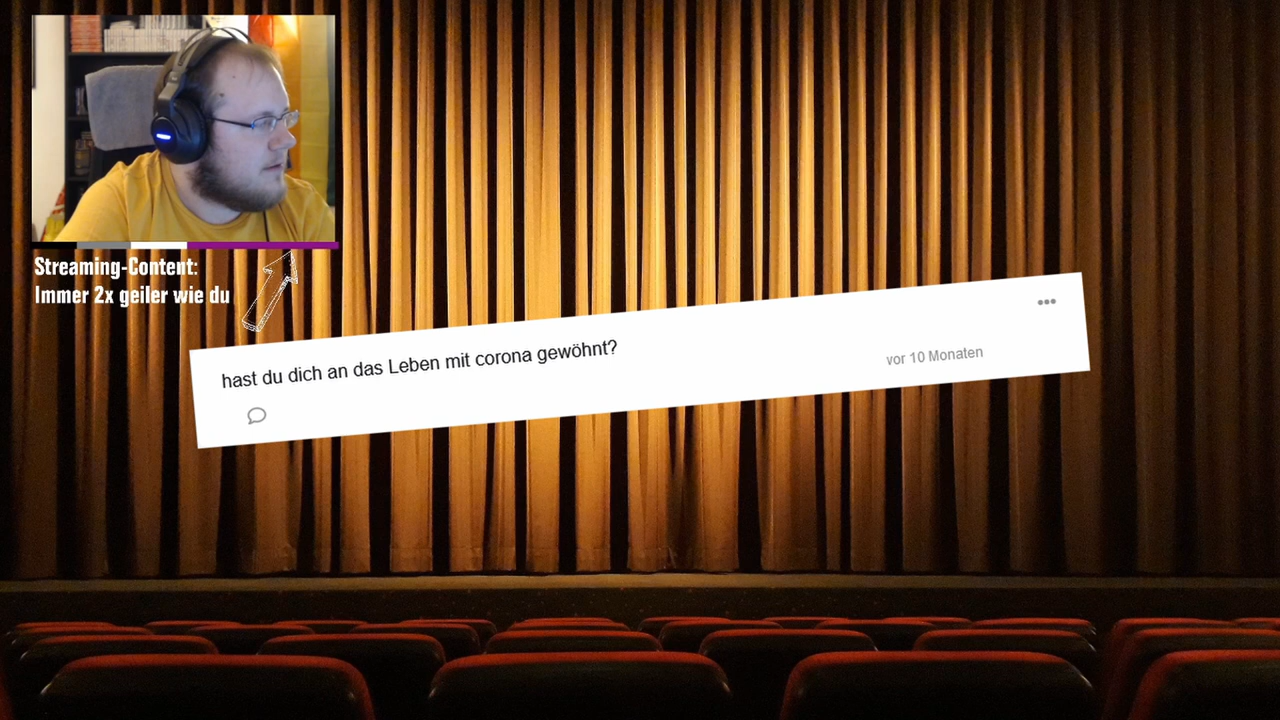 Streaming-Content:
Immer 2x geiler wie du
hast du dich an das Leben mit corona gewöhnt?
vor 10 Monaten